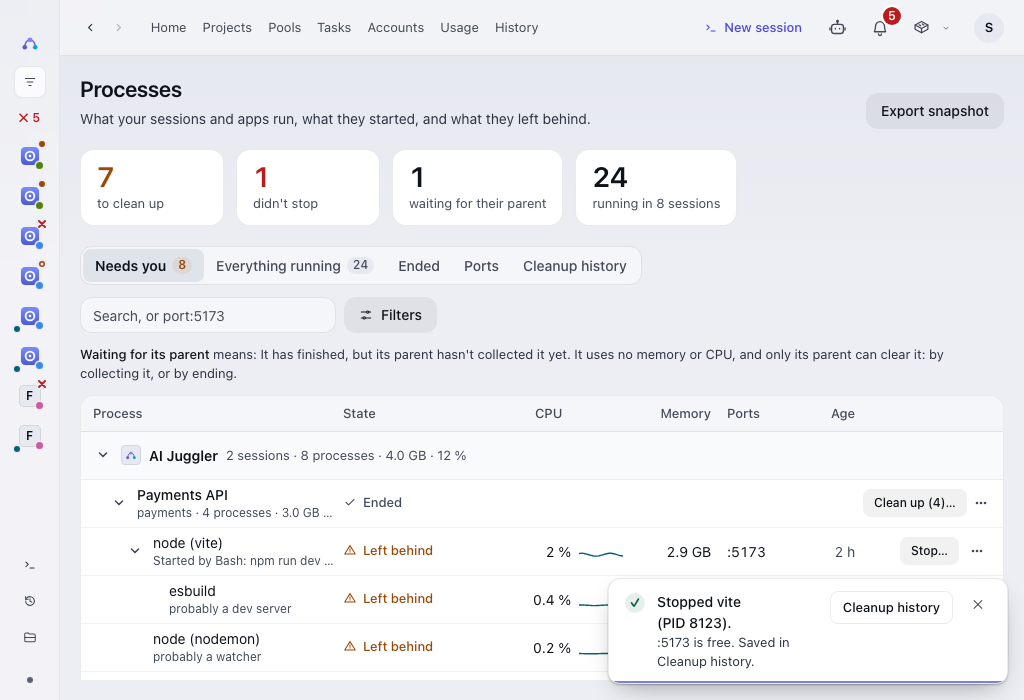 Home Projects Pools Tasks Accounts Usage History
New session
5
S
5
F
F
Processes
What your sessions and apps run, what they started, and what they left behind.
Export snapshot
7
to clean up
1
didn't stop
1
waiting for their parent
24
running in 8 sessions
Needs you 8
Everything running 24
Ended
Ports
Cleanup history
Search, or port:5173
Filters
Waiting for its parent means: It has finished, but its parent hasn't collected it yet. It uses no memory or CPU, and only its parent can clear it: by
collecting it, or by ending.
Process State CPU Memory Ports Age
AI Juggler 2 sessions · 8 processes · 4.0 GB · 12 %
Payments API
payments · 4 processes · 3.0 GB ...
Ended
Clean up (4)...
node (vite)
Started by Bash: npm run dev ...
Left behind
2 %
2.9 GB
:5173
2 h
Stop...
esbuild
probably a dev server
Left behind
0.4 %
node (nodemon)
probably a watcher
Left behind
0.2 %
Stopped vite
(PID 8123).
:5173 is free. Saved in
Cleanup history.
Cleanup history